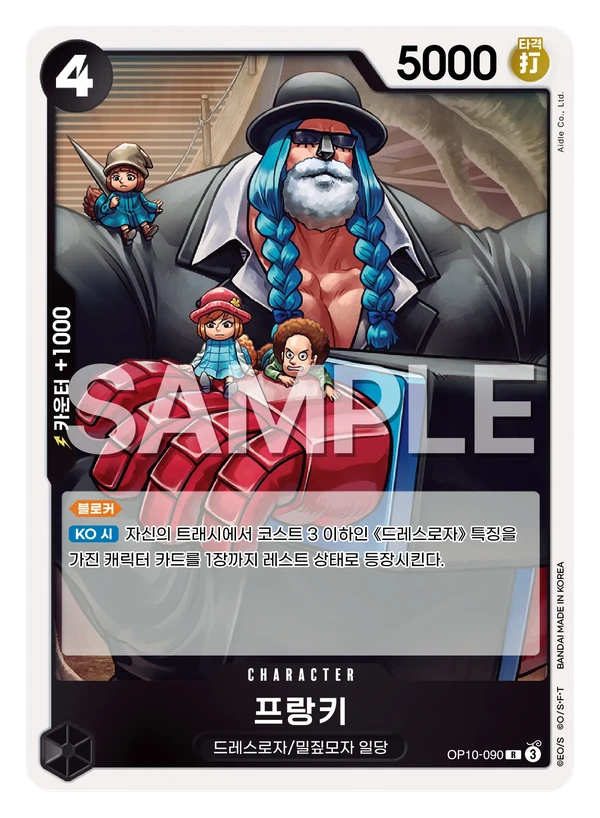 4
5000
타격
打
Aidle Co., Ltd.
카운터 +1000
SAMPLE
블로커
KO 시 자신의 트래시에서 코스트 3 이하인 《드레스로자》 특징을
가진 캐릭터 카드를 1장까지 레스트 상태로 등장시킨다.
CHARACTER
프랑키
드레스로자/밀짚모자 일당
OP10-090 R 3
©EO/S ©O/S·F·T BANDAI MADE IN KOREA